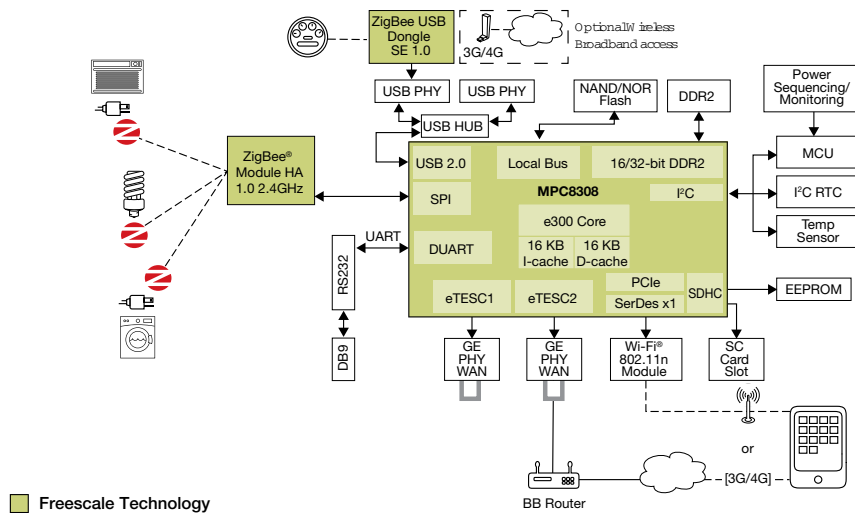 ZigBee USB
Dongle
SE 1.0
3G/4G
OptionalWireless
Broadband access
USB PHY
USB PHY
USB HUB
NAND/NOR
Flash
DDR2
Power
Sequencing/
Monitoring
ZigBee®
Module HA
1.0 2.4GHz
USB 2.0
Local Bus
16/32-bit DDR2
MCU
MPC8308
SPI
I²C
I²C RTC
e300 Core
Temp
Sensor
UART
DUART
16 KB
I-cache
16 KB
D-cache
RS232
PCIe
SDHC
EEPROM
eTESC1
eTESC2
SerDes x1
DB9
GE
PHY
WAN
GE
PHY
WAN
Wi-Fi®
802.11n
Module
SC
Card
Slot
or
[3G/4G]
BB Router
Freescale Technology